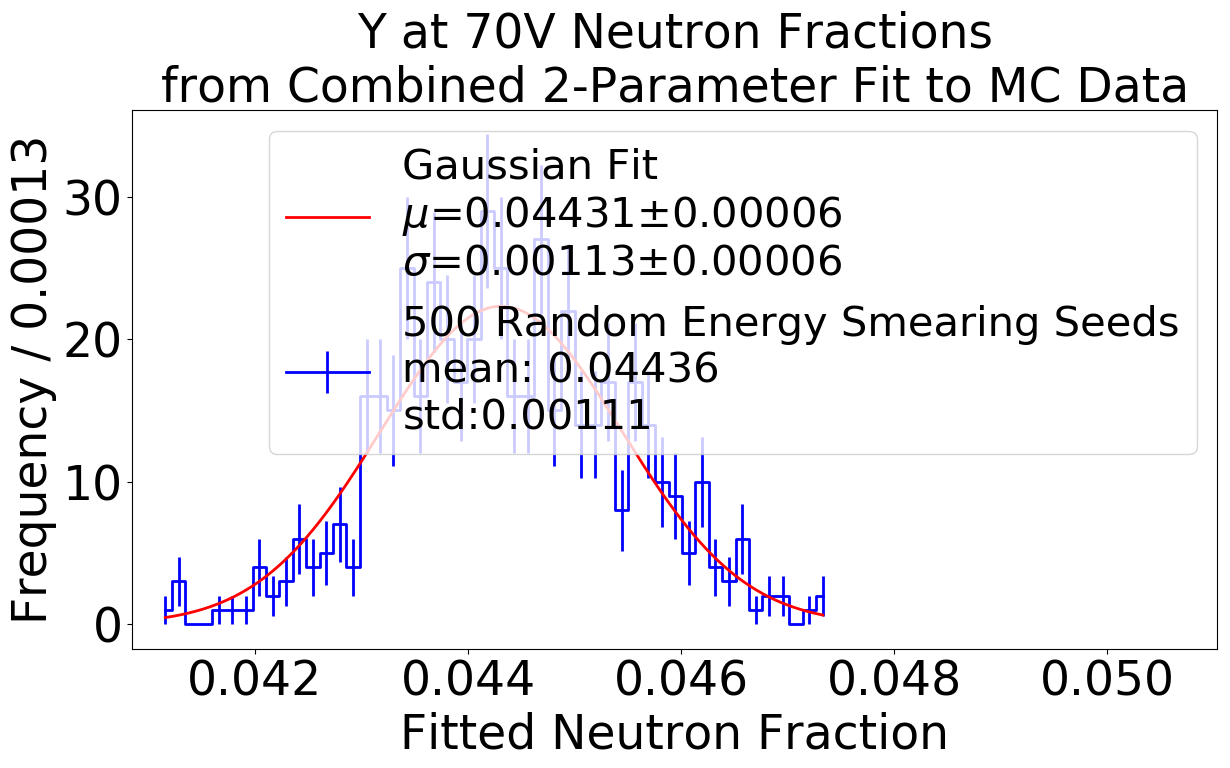 Y at 70V Neutron Fractions
from Combined 2-Parameter Fit to MC Data
Frequency / 0.00013
30
20
10
0
Gaussian Fit
μ=0.04431±0.00006
σ=0.00113±0.00006
500 Random Energy Smearing Seeds
mean: 0.04436
std:0.00111
0.042 0.044 0.046 0.048 0.050
Fitted Neutron Fraction